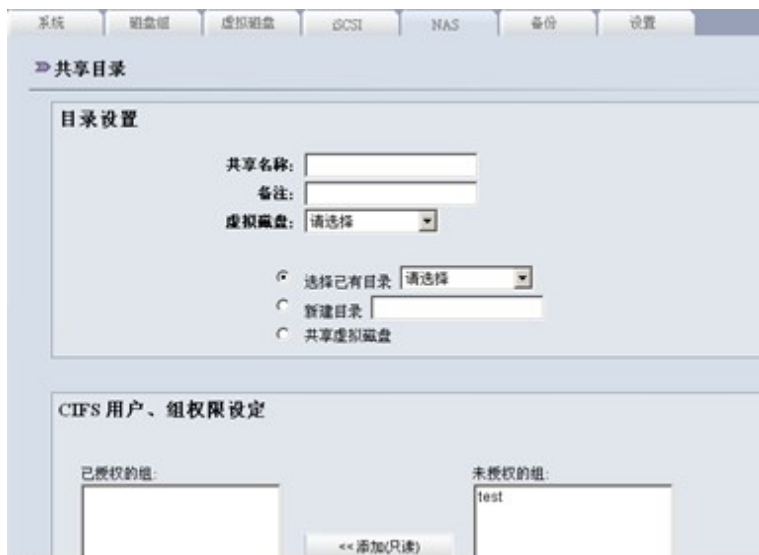 系统 磁盘组 虚拟磁盘 iSCSI NAS 备份 设置
共享目录
目录设置
共享名称:
备注:
虚拟磁盘: 请选择
选择已有目录 请选择
新建目录
共享虚拟磁盘
CIFS 用户、组权限设定
已授权的组: 未授权的组:
test
<<添加(只读)